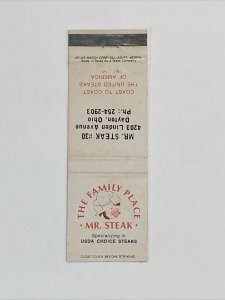 COAST TO COAST
THE UNITED STEAKS
OF AMERICA
MR. STEAK #30
4203 Linden Avenue
Dayton, Ohio
Ph.: 254-2903
THE FAMILY PLACE
• MR. STEAK •
Specializing in
USDA CHOICE STEAKS
CLOSE COVER BEFORE STRIKING